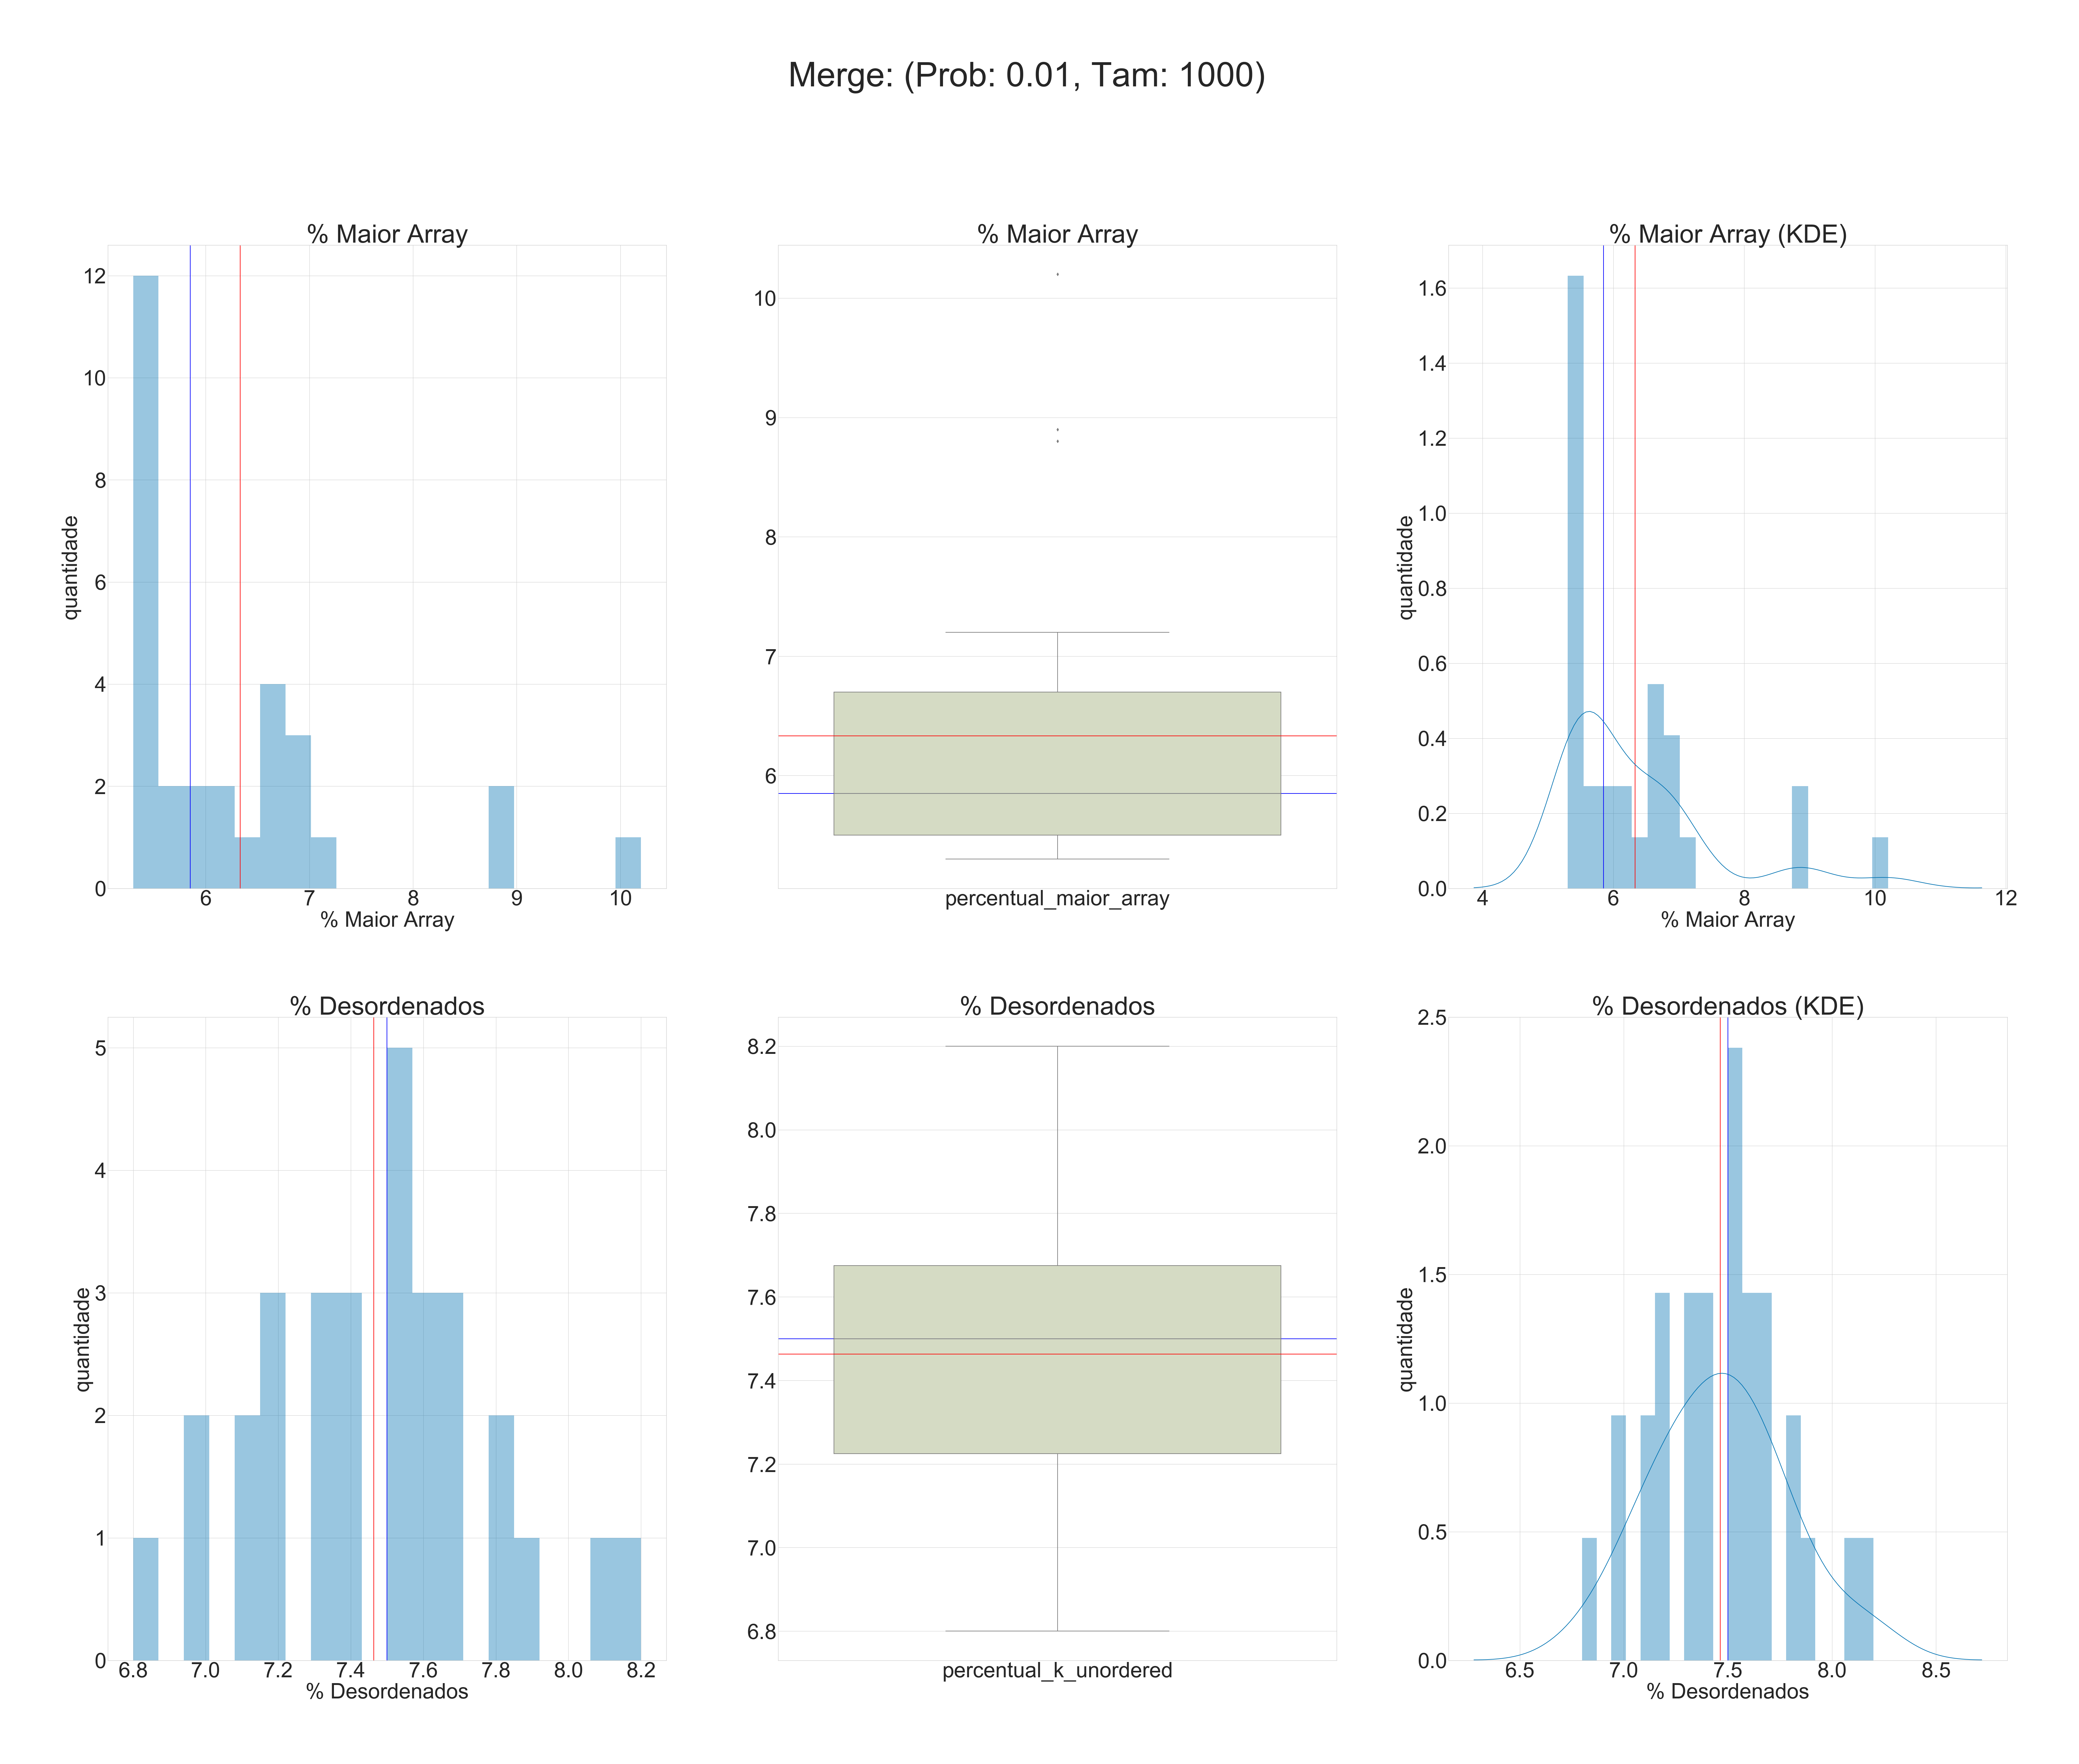 Merge: (Prob: 0.01, Tam: 1000)
% Maior Array
12
10
8
6
4
2
0
quantidade
6 7 8 9 10
% Maior Array
% Maior Array
10
9
8
7
6
percentual_maior_array
% Maior Array (KDE)
1.6
1.4
1.2
1.0
0.8
0.6
0.4
0.2
0.0
quantidade
4 6 8 10 12
% Maior Array
% Desordenados
5
4
3
2
1
0
quantidade
6.8 7.0 7.2 7.4 7.6 7.8 8.0 8.2
% Desordenados
% Desordenados
8.2
8.0
7.8
7.6
7.4
7.2
7.0
6.8
percentual_k_unordered
% Desordenados (KDE)
2.5
2.0
1.5
1.0
0.5
0.0
quantidade
6.5 7.0 7.5 8.0 8.5
% Desordenados